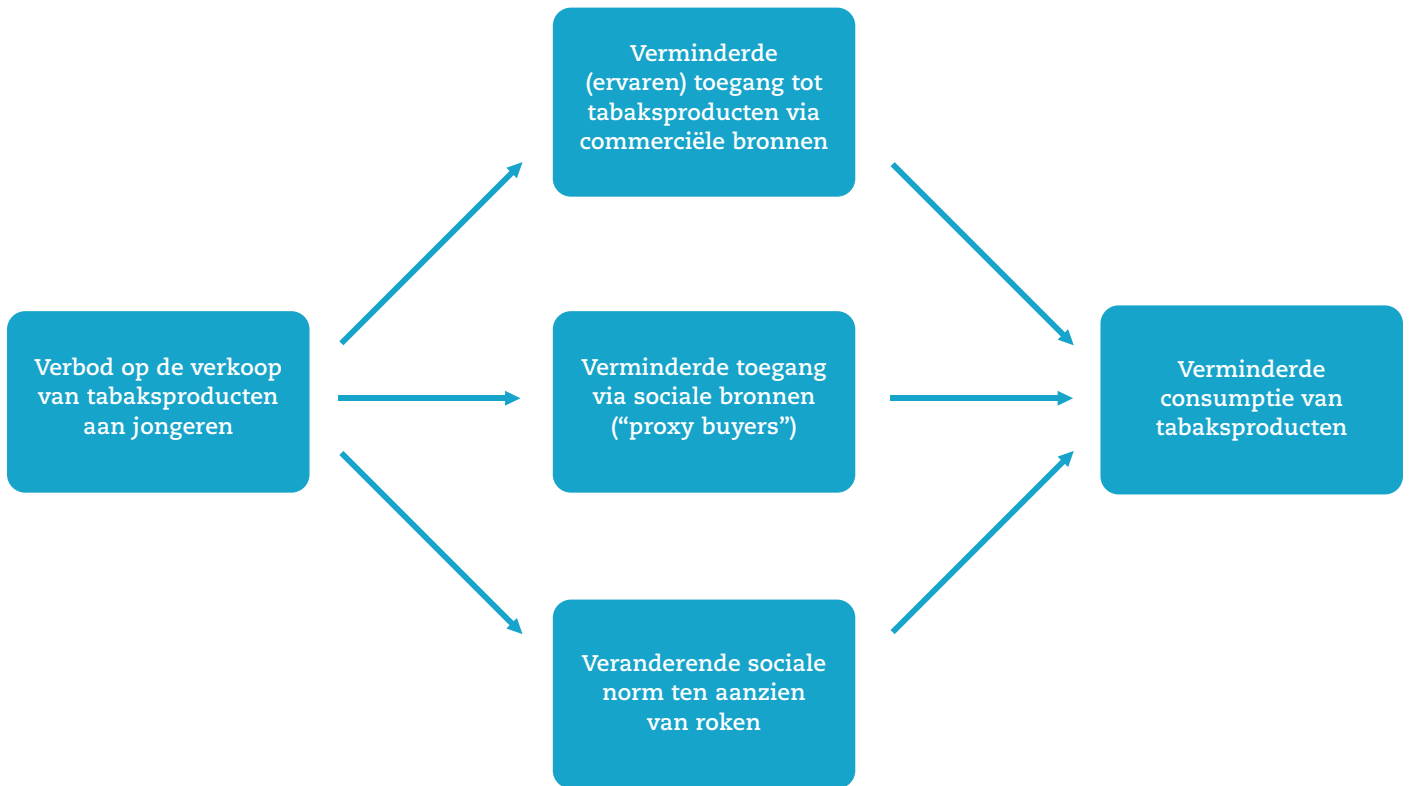 Verminderde
(ervaren) toegang tot
tabaksproducten via
commerciële bronnen
Verbod op de verkoop
van tabaksproducten
aan jongeren
Verminderde toegang
via sociale bronnen
(“proxy buyers”)
Verminderde
consumptie van
tabaksproducten
Veranderende sociale
norm ten aanzien
van roken